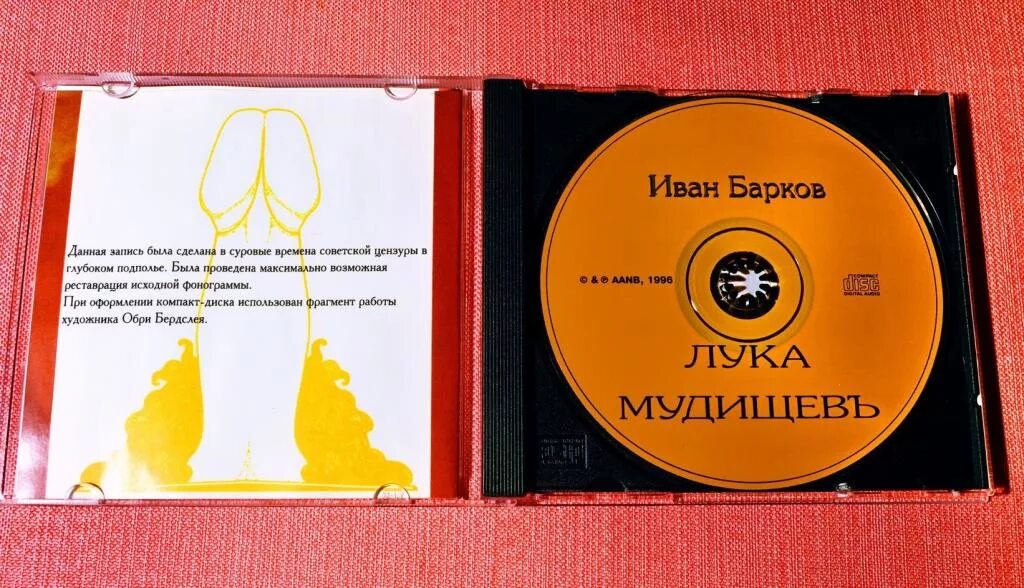 Данная запись была сделана в суровые времена советской цензуры в
глубоком подполье. Была проведена максимально возможная
реставрация исходной фонограммы.
При оформлении компакт-диска использован фрагмент работы
художника Обри Бердслея.
Иван Барков
© & ℗ AANB, 1996
COMPACT
disc
DIGITAL AUDIO
ЛУКА
МУДИЩЕВЪ